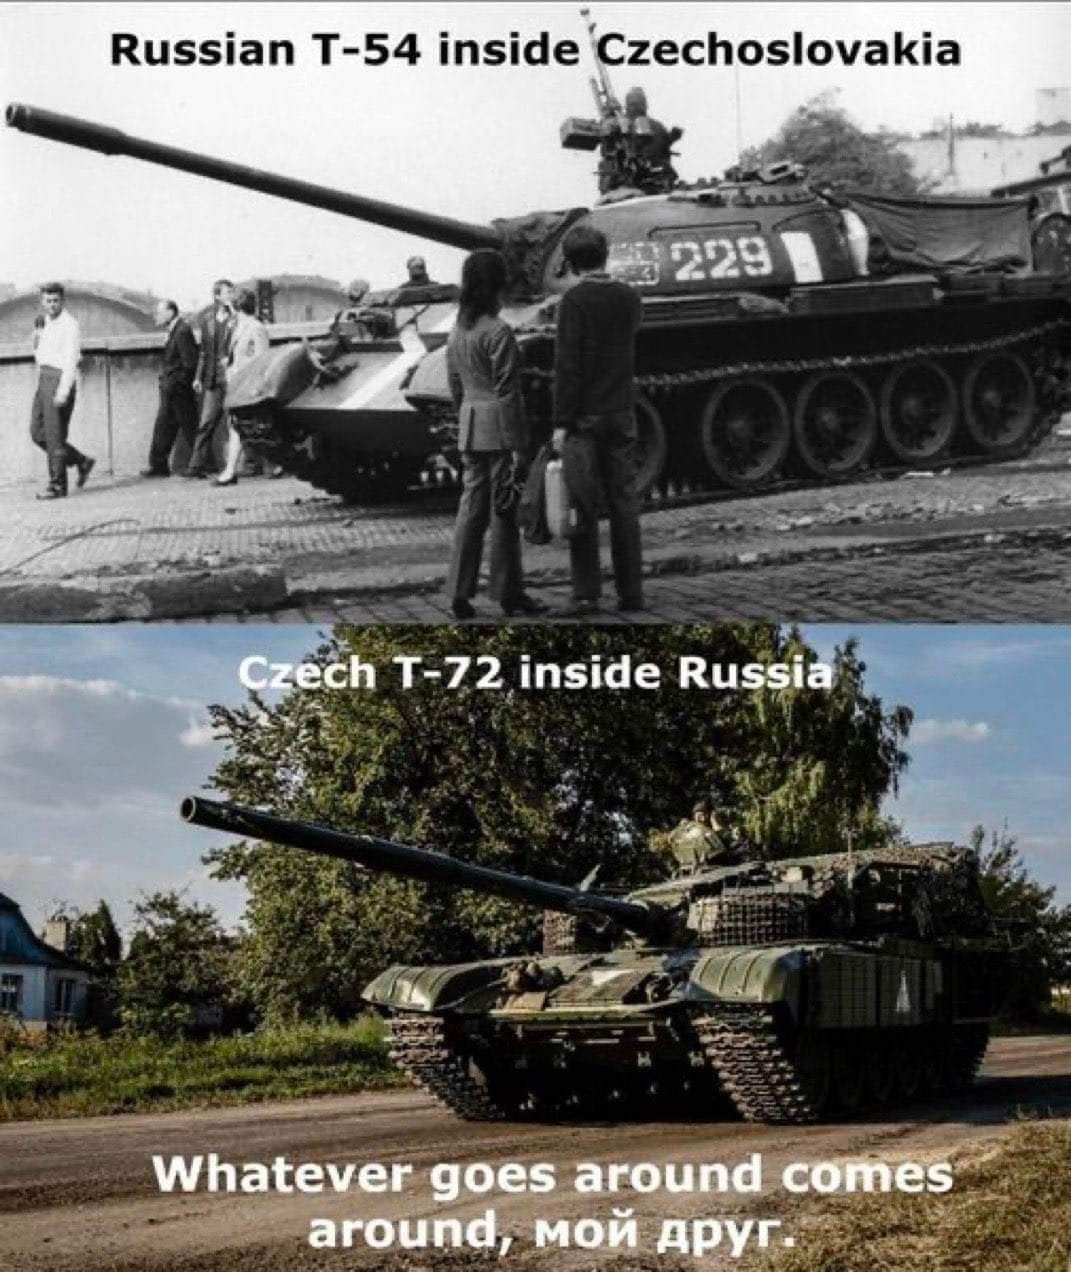 Russian T-54 inside Czechoslovakia
229
Czech T-72 inside Russia
Whatever goes around comes
around, мой друг.